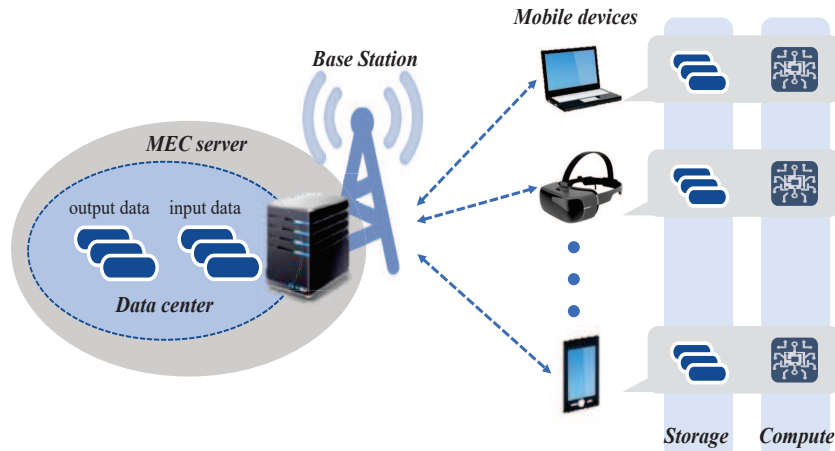 Mobile devices
Base Station
MEC server
output data
input data
Data center
Storage
Compute